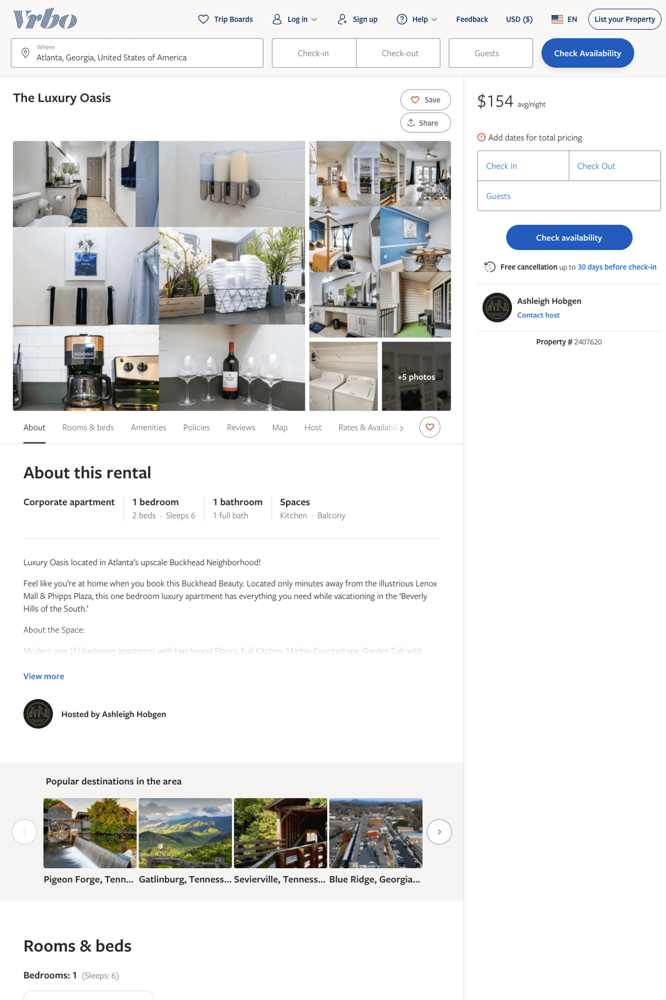 Vrbo
Trip Boards
Log in
Sign up
Help
Feedback
USD ($)
EN
List your Property
Where
Atlanta, Georgia, United States of America
Check-in
Check-out
Guests
Check Availability
The Luxury Oasis
Save
Share
+5 photos
$154 avg/night
Add dates for total pricing
Check In
Check Out
Guests
Check availability
Free cancellation up to 30 days before check-in
Ashleigh Hobgen
Contact host
Property # 2407620
About
Rooms & beds
Amenities
Policies
Reviews
Map
Host
Rates & Availabili
About this rental
Corporate apartment
1 bedroom
2 beds · Sleeps 6
1 bathroom
1 full bath
Spaces
Kitchen · Balcony
Luxury Oasis located in Atlanta’s upscale Buckhead Neighborhood!
Feel like you’re at home when you book this Buckhead Beauty. Located only minutes away from the illustrious Lenox
Mall & Phipps Plaza, this one bedroom luxury apartment has everything you need while vacationing in the ‘Beverly
Hills of the South.’
About the Space:
Modern one (1) bedroom apartment with Hardwood Floors, Full Kitchen, Marble Countertops, Garden Tub with
View more
Hosted by Ashleigh Hobgen
Popular destinations in the area
Pigeon Forge, Tenn...
Gatlinburg, Tenness...
Sevierville, Tenness...
Blue Ridge, Georgia...
Rooms & beds
Bedrooms: 1 (Sleeps: 6)